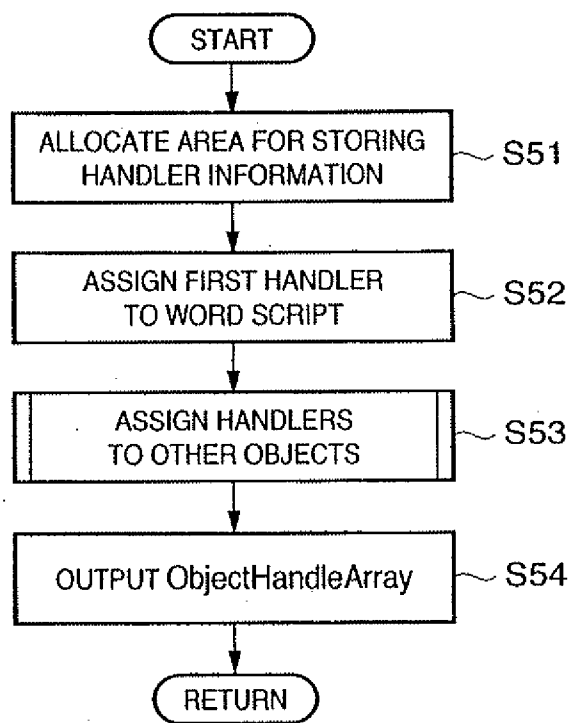 START
ALLOCATE AREA FOR STORING
HANDLER INFORMATION
S51
ASSIGN FIRST HANDLER
TO WORD SCRIPT
S52
ASSIGN HANDLERS
TO OTHER OBJECTS
S53
OUTPUT ObjectHandleArray
S54
RETURN